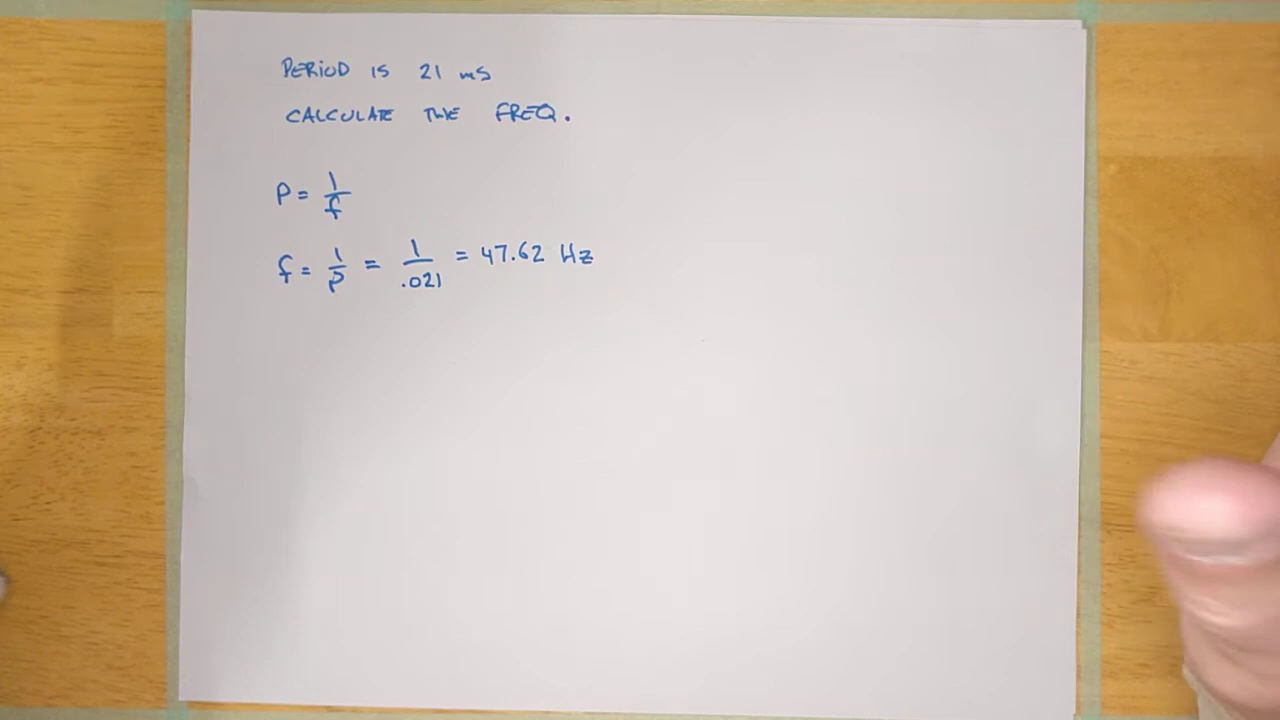 PERIOD IS 21 mS
CALCULATE THE FREQ.
P = 1/f
f = 1/P = 1/.021 = 47.62 Hz